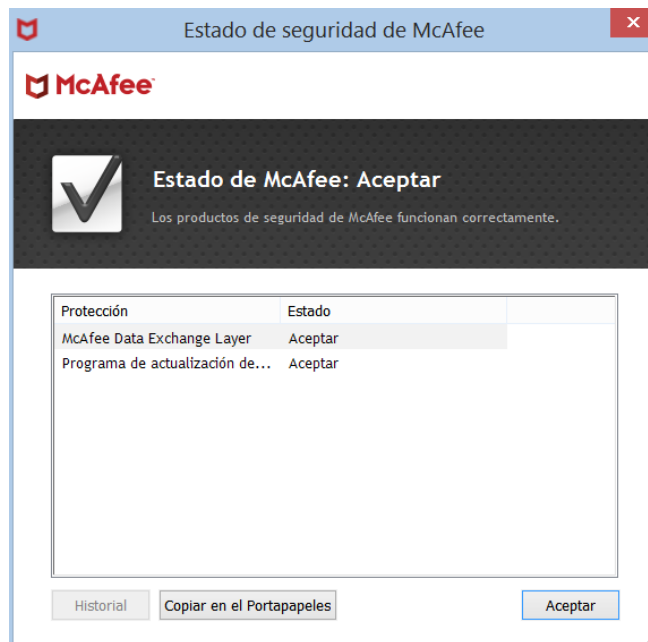 Estado de seguridad de McAfee
McAfee
Estado de McAfee: Aceptar
Los productos de seguridad de McAfee funcionan correctamente.
Protección Estado
McAfee Data Exchange Layer Aceptar
Programa de actualización de... Aceptar
Historial Copiar en el Portapapeles Aceptar